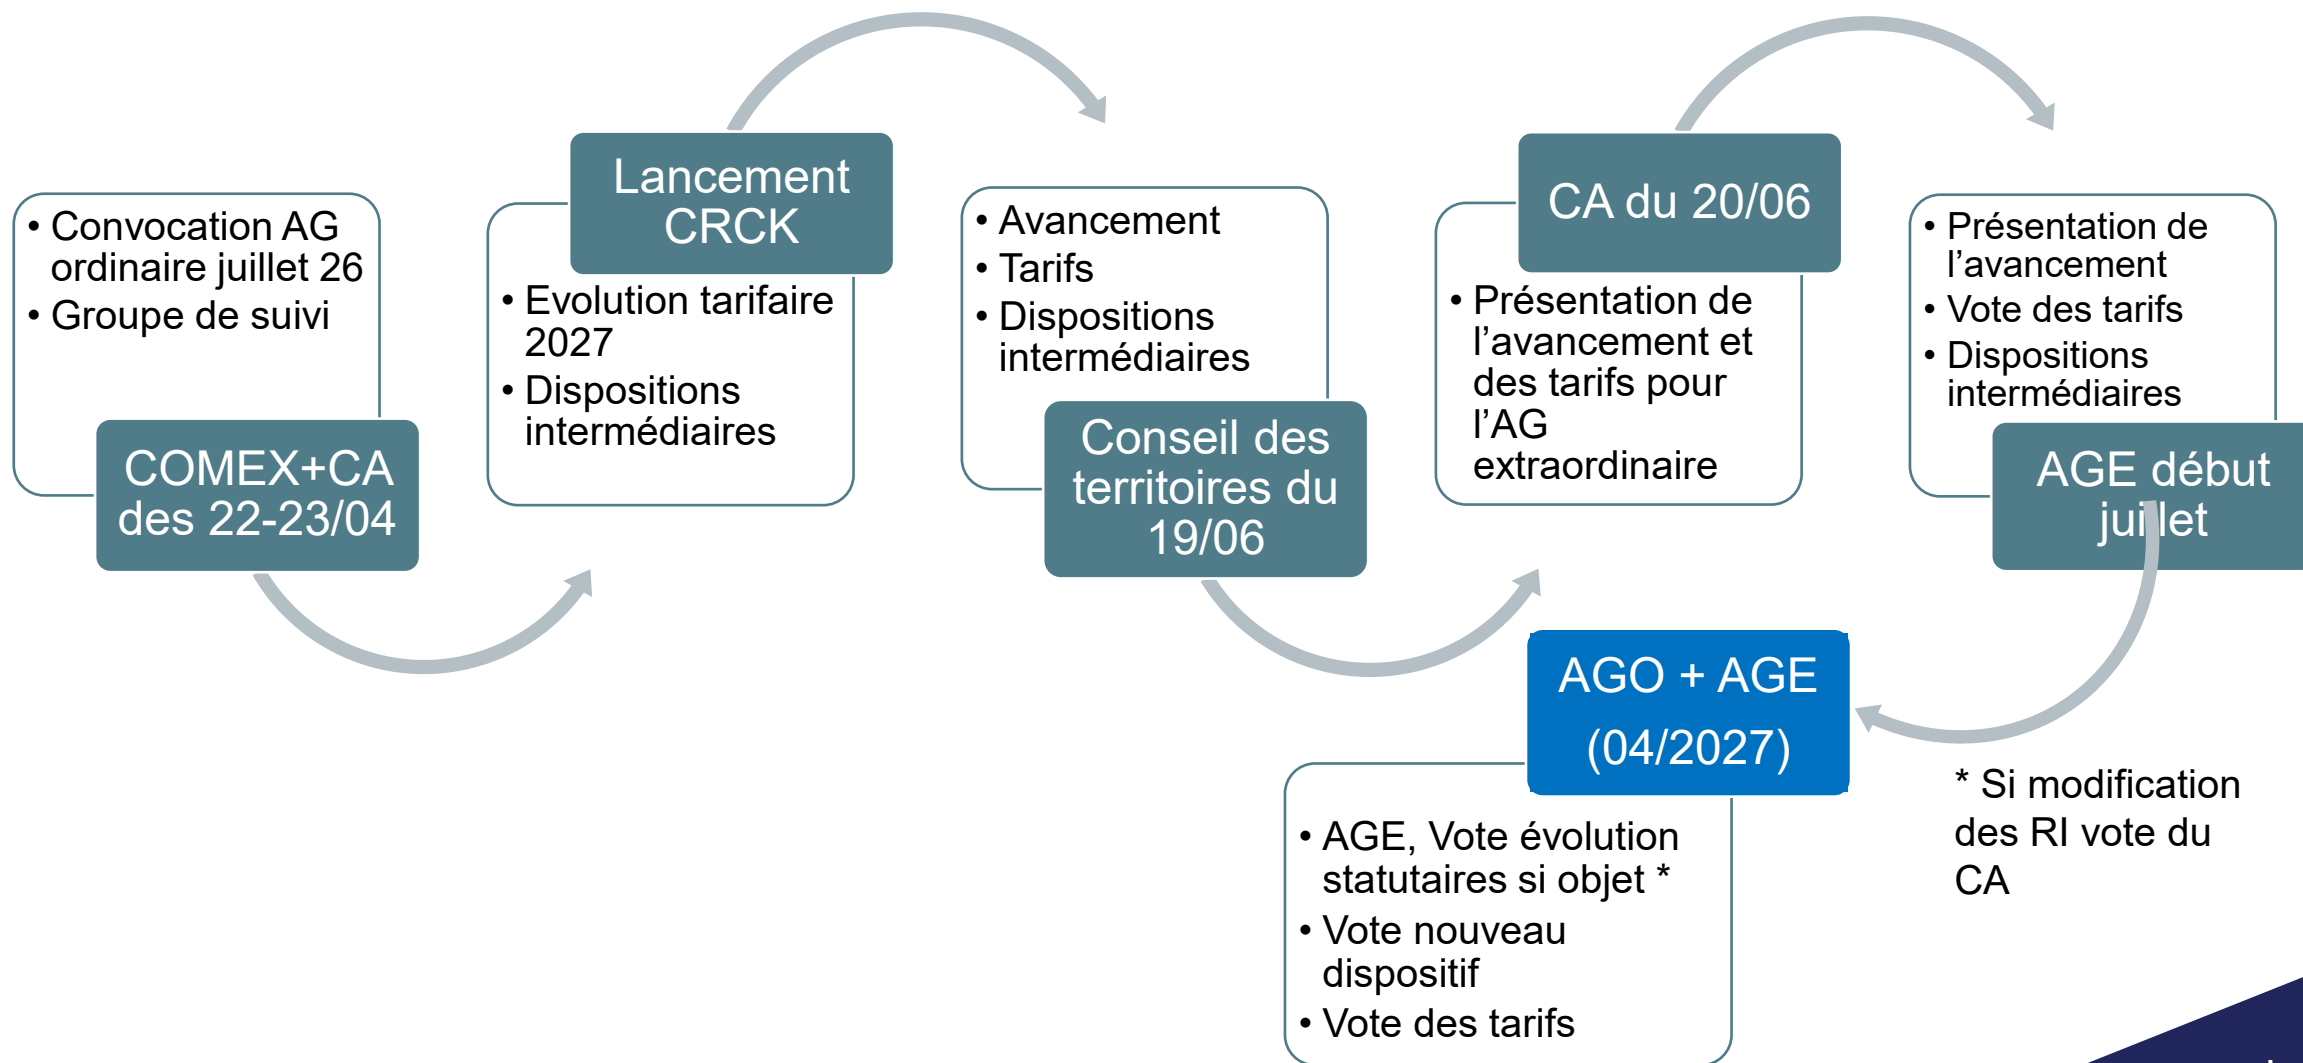 • Convocation AG
ordinaire juillet 26
• Groupe de suivi
COMEX+CA
des 22-23/04
Lancement
CRCK
• Evolution tarifaire
2027
• Dispositions
intermédiaires
• Avancement
• Tarifs
• Dispositions
intermédiaires
Conseil des
territoires du
19/06
CA du 20/06
• Présentation de
l’avancement et
des tarifs pour
l’AG
extraordinaire
• Présentation de
l’avancement
• Vote des tarifs
• Dispositions
intermédiaires
AGE début
juillet
AGO + AGE
(04/2027)
• AGE, Vote évolution
statutaires si objet *
• Vote nouveau
dispositif
• Vote des tarifs
* Si modification
des RI vote du
CA